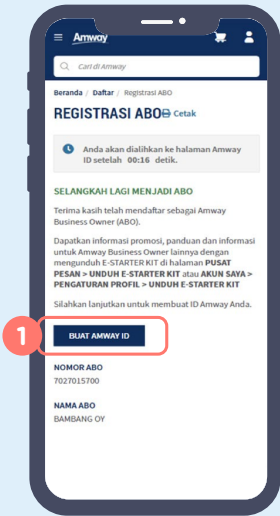 Amway
Cari di Amway
Beranda / Daftar / Registrasi ABO
REGISTRASI ABO Cetak
Anda akan dialihkan ke halaman Amway
ID setelah 00:16 detik.
SELANGKAH LAGI MENJADI ABO
Terima kasih telah mendaftar sebagai Amway
Business Owner (ABO).
Dapatkan informasi promosi, panduan dan informasi
untuk Amway Business Owner lainnya dengan
mengunduh E-STARTER KIT di halaman PUSAT
PESAN > UNDUH E-STARTER KIT atau AKUN SAYA >
PENGATURAN PROFIL > UNDUH E-STARTER KIT
Silahkan lanjutkan untuk membuat ID Amway Anda.
1
BUAT AMWAY ID
NOMOR ABO
7027015700
NAMA ABO
BAMBANG OY